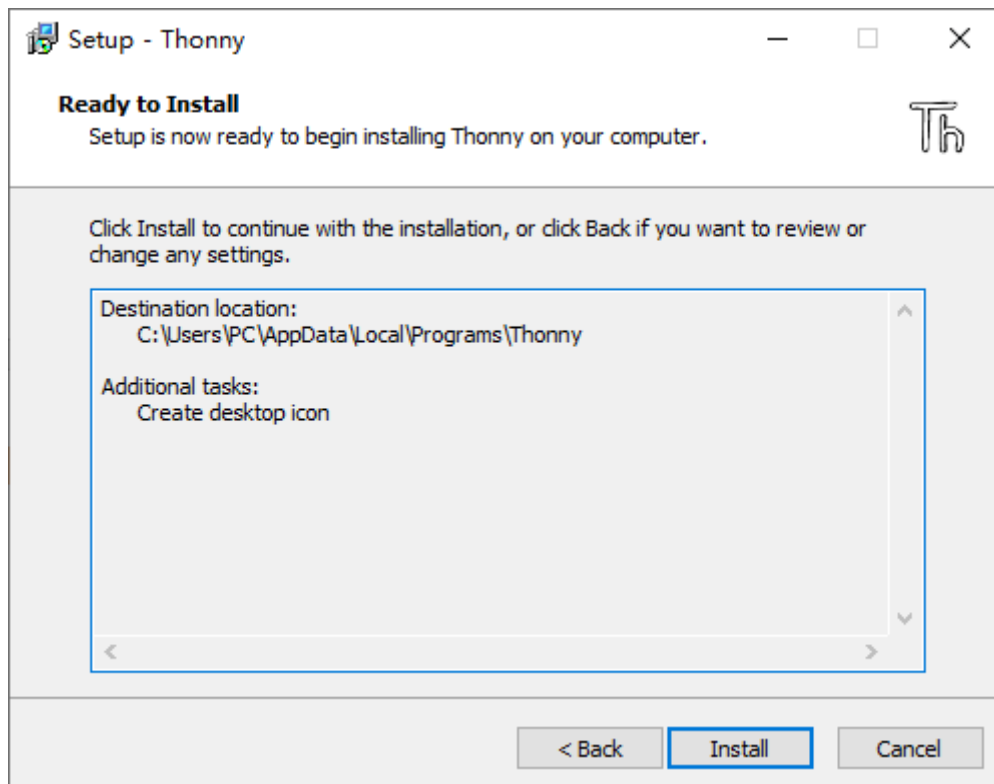 Setup - Thonny
Ready to Install
Setup is now ready to begin installing Thonny on your computer.
Th
Click Install to continue with the installation, or click Back if you want to review or
change any settings.
Destination location:
C:\Users\PC\AppData\Local\Programs\Thonny
Additional tasks:
Create desktop icon
< Back
Install
Cancel